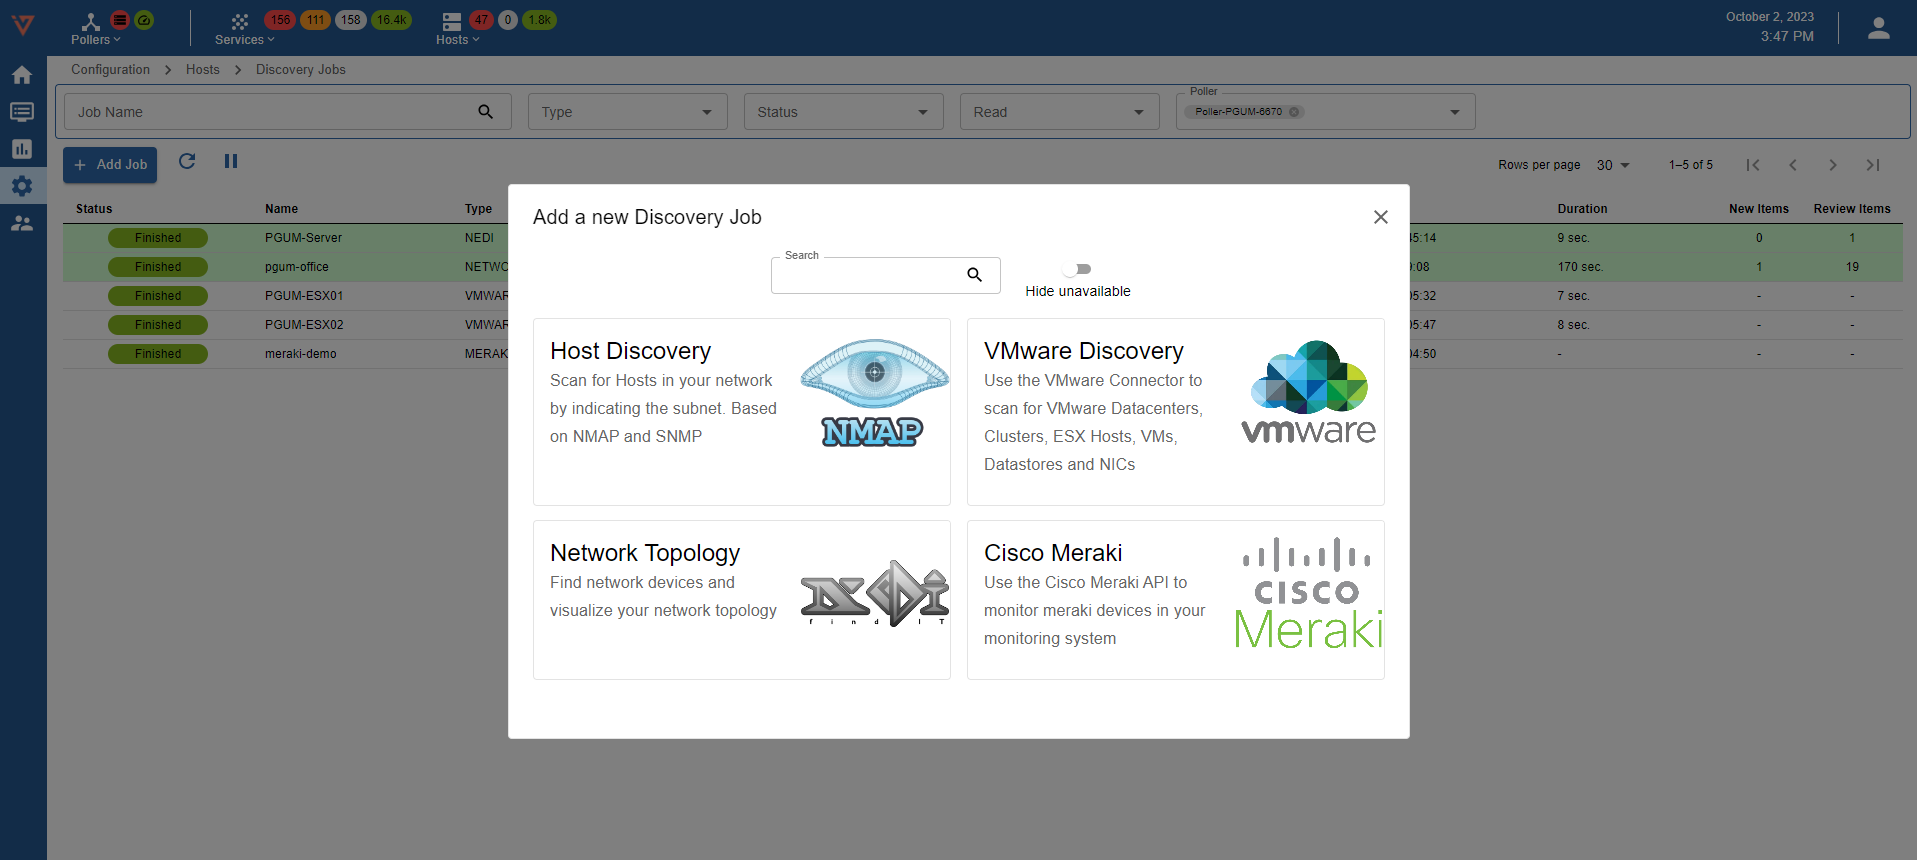 156 111 158 16.4k 47 0 1.8k
Pollers Services Hosts
October 2, 2023
3:47 PM
Configuration Hosts Discovery Jobs
Poller
Job Name Type Status Read Poller-PGUM-6670
+ Add Job
Rows per page 30 1–5 of 5
Status Name Type Duration New Items Review Items
Finished PGUM-Server NEDI 45:14 9 sec. 0 1
Finished pgum-office NETWO :08 170 sec. 1 19
Finished PGUM-ESX01 VMWAR 05:32 7 sec. - -
Finished PGUM-ESX02 VMWAR 05:47 8 sec. - -
Finished meraki-demo MERAK 04:50 - - -
Add a new Discovery Job
Search
Hide unavailable
Host Discovery
Scan for Hosts in your network
by indicating the subnet. Based
on NMAP and SNMP
NMAP
VMware Discovery
Use the VMware Connector to
scan for VMware Datacenters,
Clusters, ESX Hosts, VMs,
Datastores and NICs
vmware
Network Topology
Find network devices and
visualize your network topology
NeDi
find IT
Cisco Meraki
Use the Cisco Meraki API to
monitor meraki devices in your
monitoring system
CISCO
Meraki